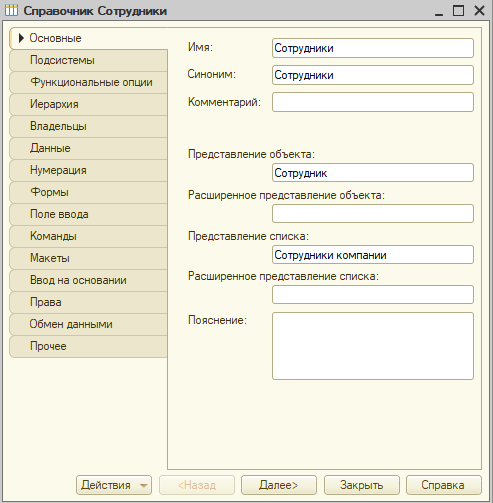 Справочник Сотрудники
Основные
Подсистемы
Функциональные опции
Иерархия
Владельцы
Данные
Нумерация
Формы
Поле ввода
Команды
Макеты
Ввод на основании
Права
Обмен данными
Прочее
Имя: Сотрудники
Синоним: Сотрудники
Комментарий:
Представление объекта:
Сотрудник
Расширенное представление объекта:
Представление списка:
Сотрудники компании
Расширенное представление списка:
Пояснение:
Действия <Назад Далее> Закрыть Справка